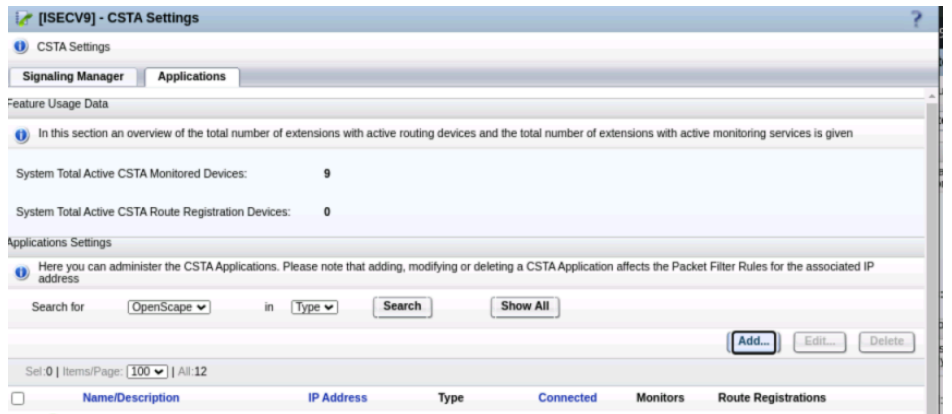 [ISECV9] - CSTA Settings
CSTA Settings
Signaling Manager Applications
Feature Usage Data
In this section an overview of the total number of extensions with active routing devices and the total number of extensions with active monitoring services is given
System Total Active CSTA Monitored Devices: 9
System Total Active CSTA Route Registration Devices: 0
Applications Settings
Here you can administer the CSTA Applications. Please note that adding, modifying or deleting a CSTA Application affects the Packet Filter Rules for the associated IP
address
Search for OpenScape in Type Search Show All
Add... Edit... Delete
Sel:0 | Items/Page: 100 | All:12
Name/Description IP Address Type Connected Monitors Route Registrations